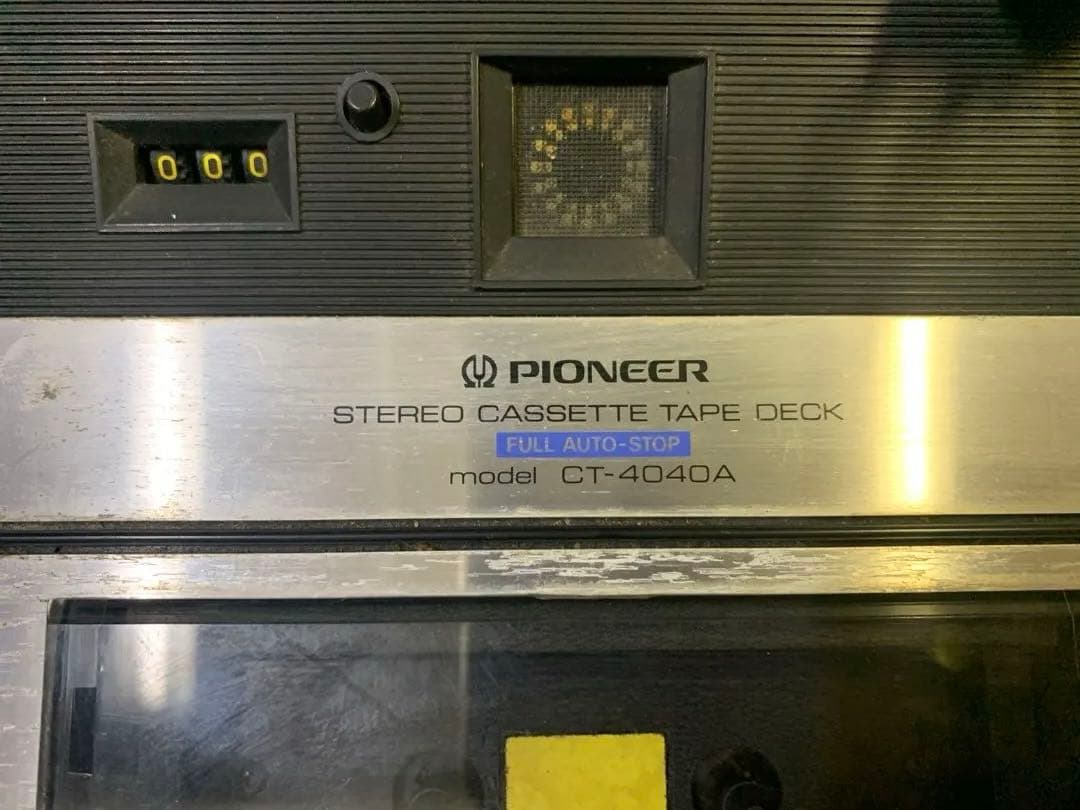 000
PIONEER
STEREO CASSETTE TAPE DECK
FULL AUTO-STOP
model CT-4040A